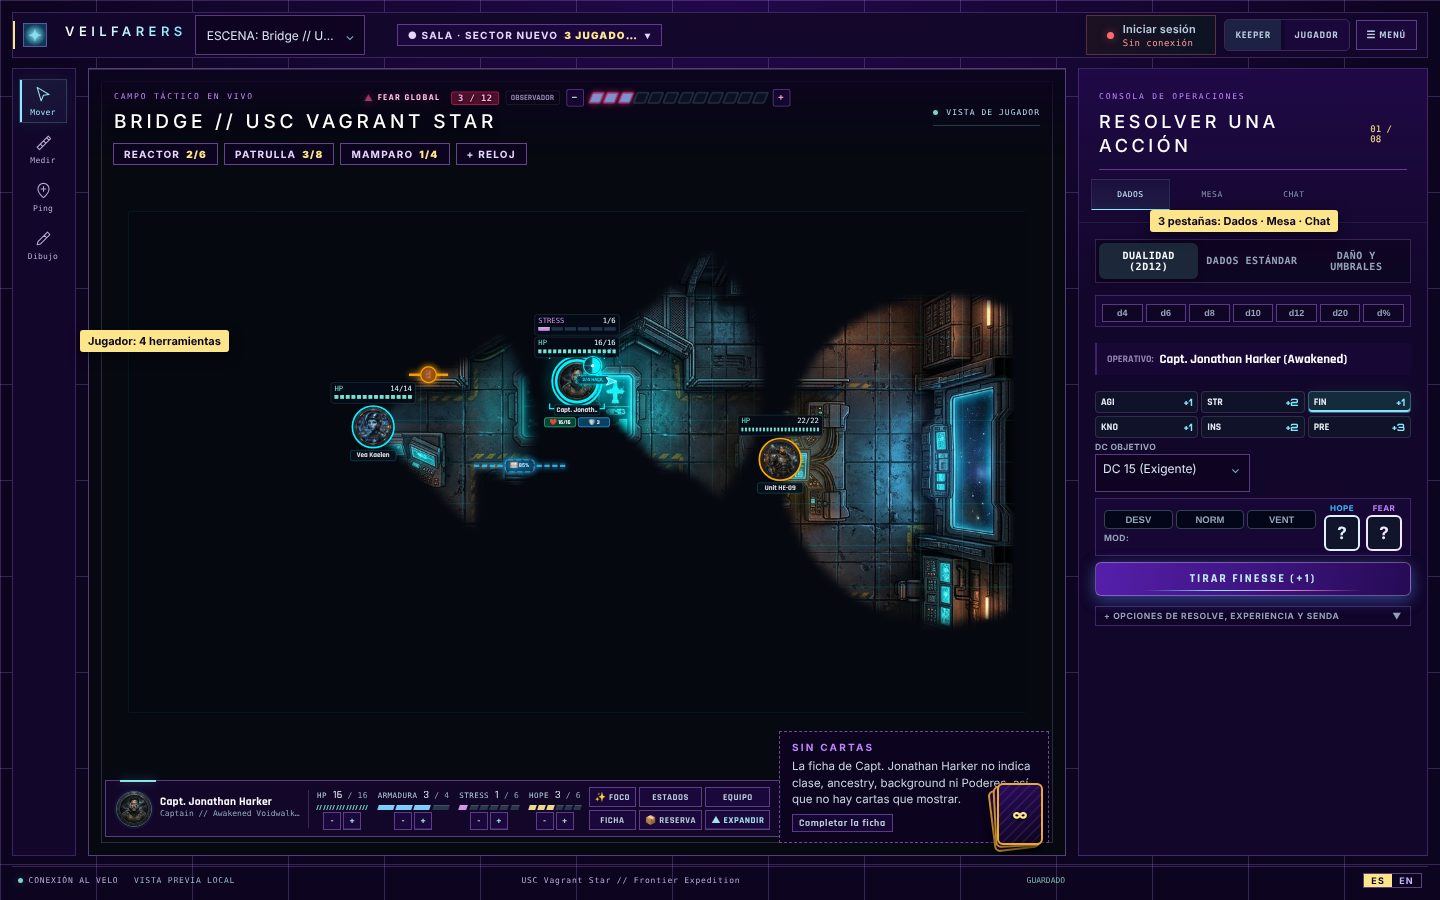 VEILFARERS
ESCENA: Bridge // U...
SALA · SECTOR NUEVO 3 JUGADO... ▾
Iniciar sesión
Sin conexión
KEEPER
JUGADOR
☰ MENÚ
Mover
Medir
Ping
Dibujo
CAMPO TÁCTICO EN VIVO
BRIDGE // USC VAGRANT STAR
FEAR GLOBAL
3 / 12
OBSERVADOR
−
+
VISTA DE JUGADOR
REACTOR 2/6
PATRULLA 3/8
MAMPARO 1/4
+ RELOJ
Jugador: 4 herramientas
STRESS 1/6
HP 16/16
Capt. Jonath..
16/16
3
HP 14/14
Vea Kaelen
85%
HP 22/22
Unit HE-09
SIN CARTAS
La ficha de Capt. Jonathan Harker no indica
clase, ancestry, background ni Poderes, así
que no hay cartas que mostrar.
Completar la ficha
∞
Capt. Jonathan Harker
Captain // Awakened Voidwalk…
HP 16 / 16
ARMADURA 3 / 4
STRESS 1 / 6
HOPE 3 / 6
- +
- +
- +
- +
✨ FOCO
ESTADOS
EQUIPO
FICHA
📦 RESERVA
▲ EXPANDIR
CONSOLA DE OPERACIONES
RESOLVER UNA
ACCIÓN
01 /
08
DADOS
MESA
CHAT
3 pestañas: Dados · Mesa · Chat
DUALIDAD
(2D12)
DADOS ESTÁNDAR
DAÑO Y
UMBRALES
d4
d6
d8
d10
d12
d20
d%
OPERATIVO: Capt. Jonathan Harker (Awakened)
AGI +1
STR +2
FIN +1
KNO +1
INS +2
PRE +3
DC OBJETIVO
DC 15 (Exigente)
DESV
NORM
VENT
MOD:
HOPE
?
FEAR
?
TIRAR FINESSE (+1)
+ OPCIONES DE RESOLVE, EXPERIENCIA Y SENDA ▼
CONEXIÓN AL VELO
VISTA PREVIA LOCAL
USC Vagrant Star // Frontier Expedition
GUARDADO
ES
EN